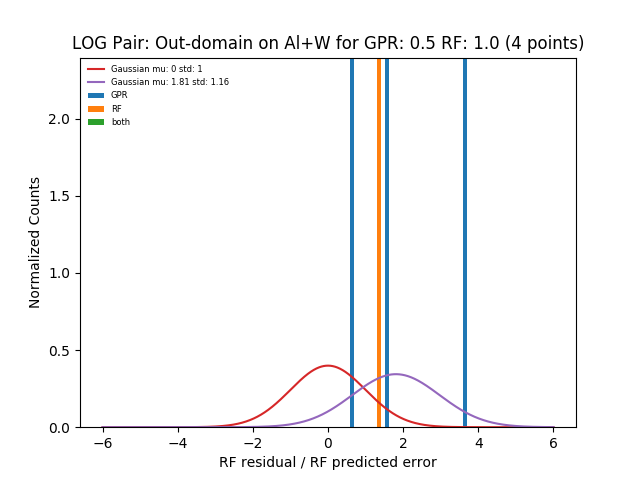 LOG Pair: Out-domain on Al+W for GPR: 0.5 RF: 1.0 (4 points)
Gaussian mu: 0 std: 1
Gaussian mu: 1.81 std: 1.16
GPR
RF
both
Normalized Counts
2.0
1.5
1.0
0.5
0.0
−6 −4 −2 0 2 4 6
RF residual / RF predicted error